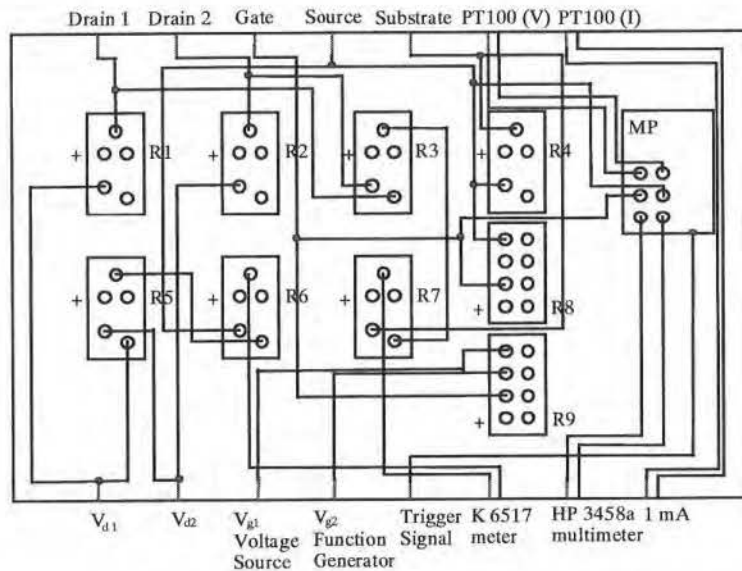 Drain 1 Drain 2 Gate Source Substrate PT100 (V) PT100 (I)
MP
+ R1 + R2 + R3 + R4
+ R5 + R6 + R7 + R8
+ R9
Vd1 Vd2 Vg1 Vg2 Trigger K 6517 HP 3458a 1 mA
Voltage Function Signal meter multimeter
Source Generator